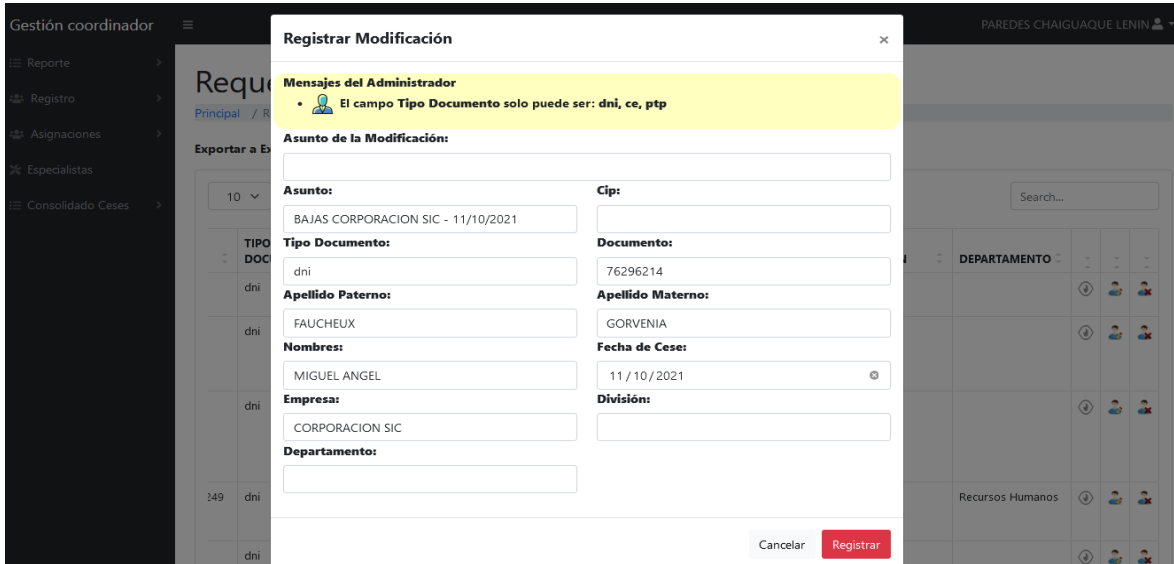 Gestión coordinador
PAREDES CHAIGUAQUE LENIN
Reporte
Registro
Asignaciones
Especialistas
Consolidado Ceses
Reque
Principal / R
Exportar a Ex
10
Search...
TIPO
DOCU
N
DEPARTAMENTO
dni
dni
dni
249 dni
Recursos Humanos
dni
Registrar Modificación
×
Mensajes del Administrador
• El campo Tipo Documento solo puede ser: dni, ce, ptp
Asunto de la Modificación:
Asunto: Cip:
BAJAS CORPORACION SIC - 11/10/2021
Tipo Documento: Documento:
dni 76296214
Apellido Paterno: Apellido Materno:
FAUCHEUX GORVENIA
Nombres: Fecha de Cese:
MIGUEL ANGEL 11/10/2021
Empresa: División:
CORPORACION SIC
Departamento:
Cancelar Registrar